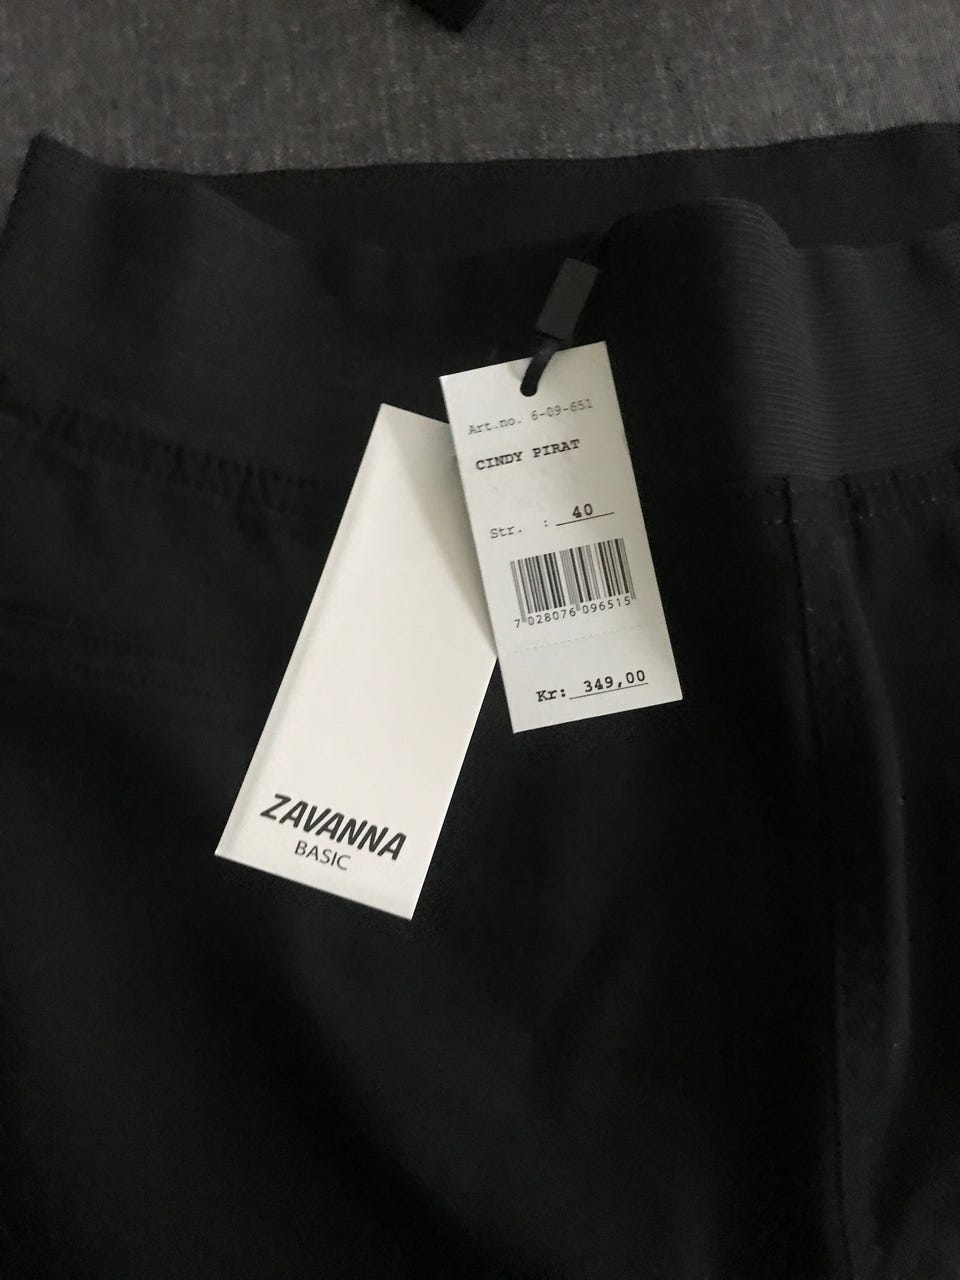 Art.no. 6-09-651
CINDY PIRAT
Str. : 40
7 028076 096515
Kr: 349,00
ZAVANNA
BASIC